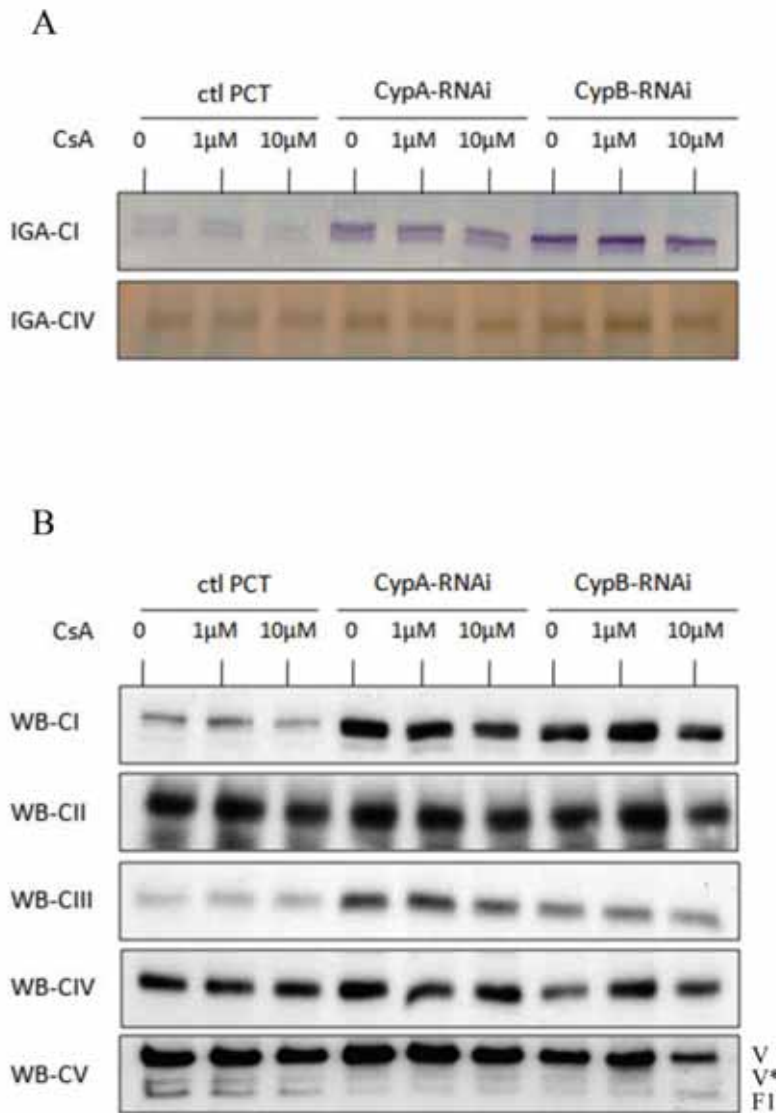 A
ctl PCT CypA-RNAi CypB-RNAi
CsA 0 1µM 10µM 0 1µM 10µM 0 1µM 10µM
IGA-CI
IGA-CIV
B
ctl PCT CypA-RNAi CypB-RNAi
CsA 0 1µM 10µM 0 1µM 10µM 0 1µM 10µM
WB-CI
WB-CII
WB-CIII
WB-CIV
WB-CV V
V*
F1